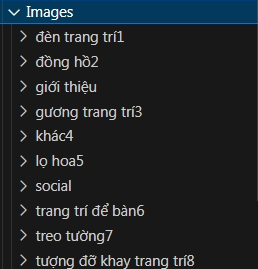 Images
đèn trang trí1
đồng hồ2
giới thiệu
gương trang trí3
khác4
lọ hoa5
social
trang trí để bàn6
treo tường7
tượng đỡ khay trang trí8